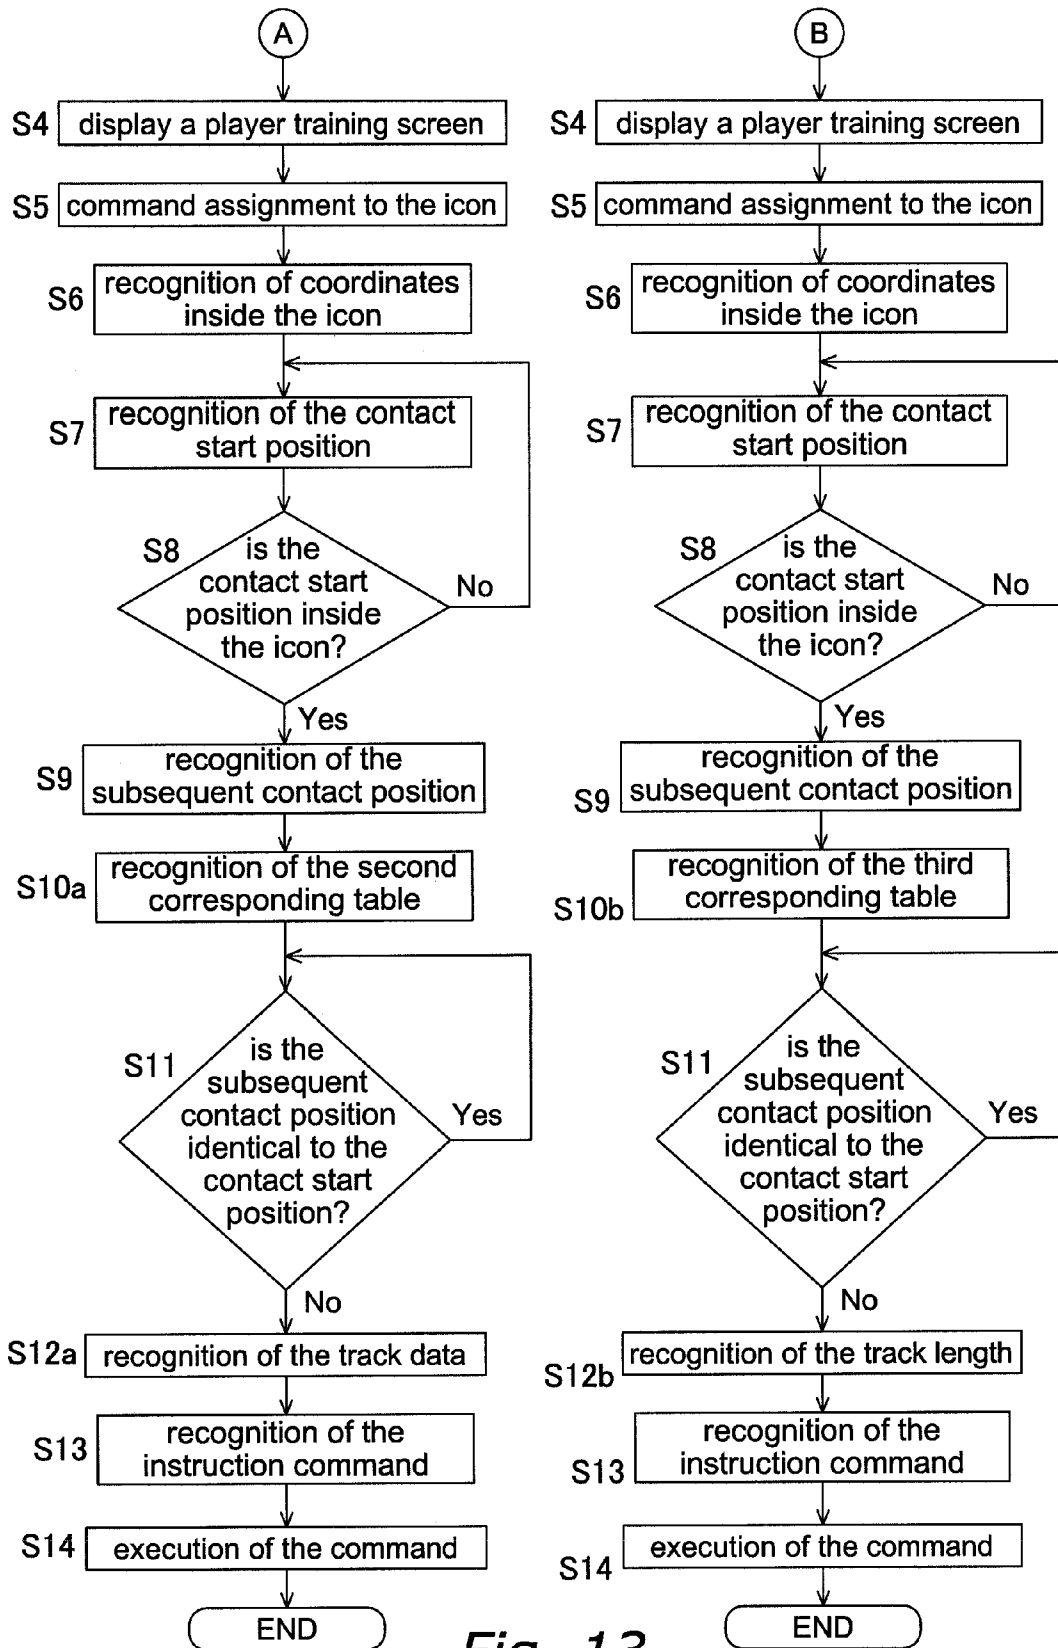 A
S4
display a player training screen
S5
command assignment to the icon
S6
recognition of coordinates
inside the icon
S7
recognition of the contact
start position
S8
is the
contact start
position inside
the icon?
No
Yes
S9
recognition of the
subsequent contact position
S10a
recognition of the second
corresponding table
S11
is the
subsequent
contact position
identical to the
contact start
position?
Yes
No
S12a
recognition of the track data
S13
recognition of the
instruction command
S14
execution of the command
END
B
S4
display a player training screen
S5
command assignment to the icon
S6
recognition of coordinates
inside the icon
S7
recognition of the contact
start position
S8
is the
contact start
position inside
the icon?
No
Yes
S9
recognition of the
subsequent contact position
S10b
recognition of the third
corresponding table
S11
is the
subsequent
contact position
identical to the
contact start
position?
Yes
No
S12b
recognition of the track length
S13
recognition of the
instruction command
S14
execution of the command
END
Fig. 13